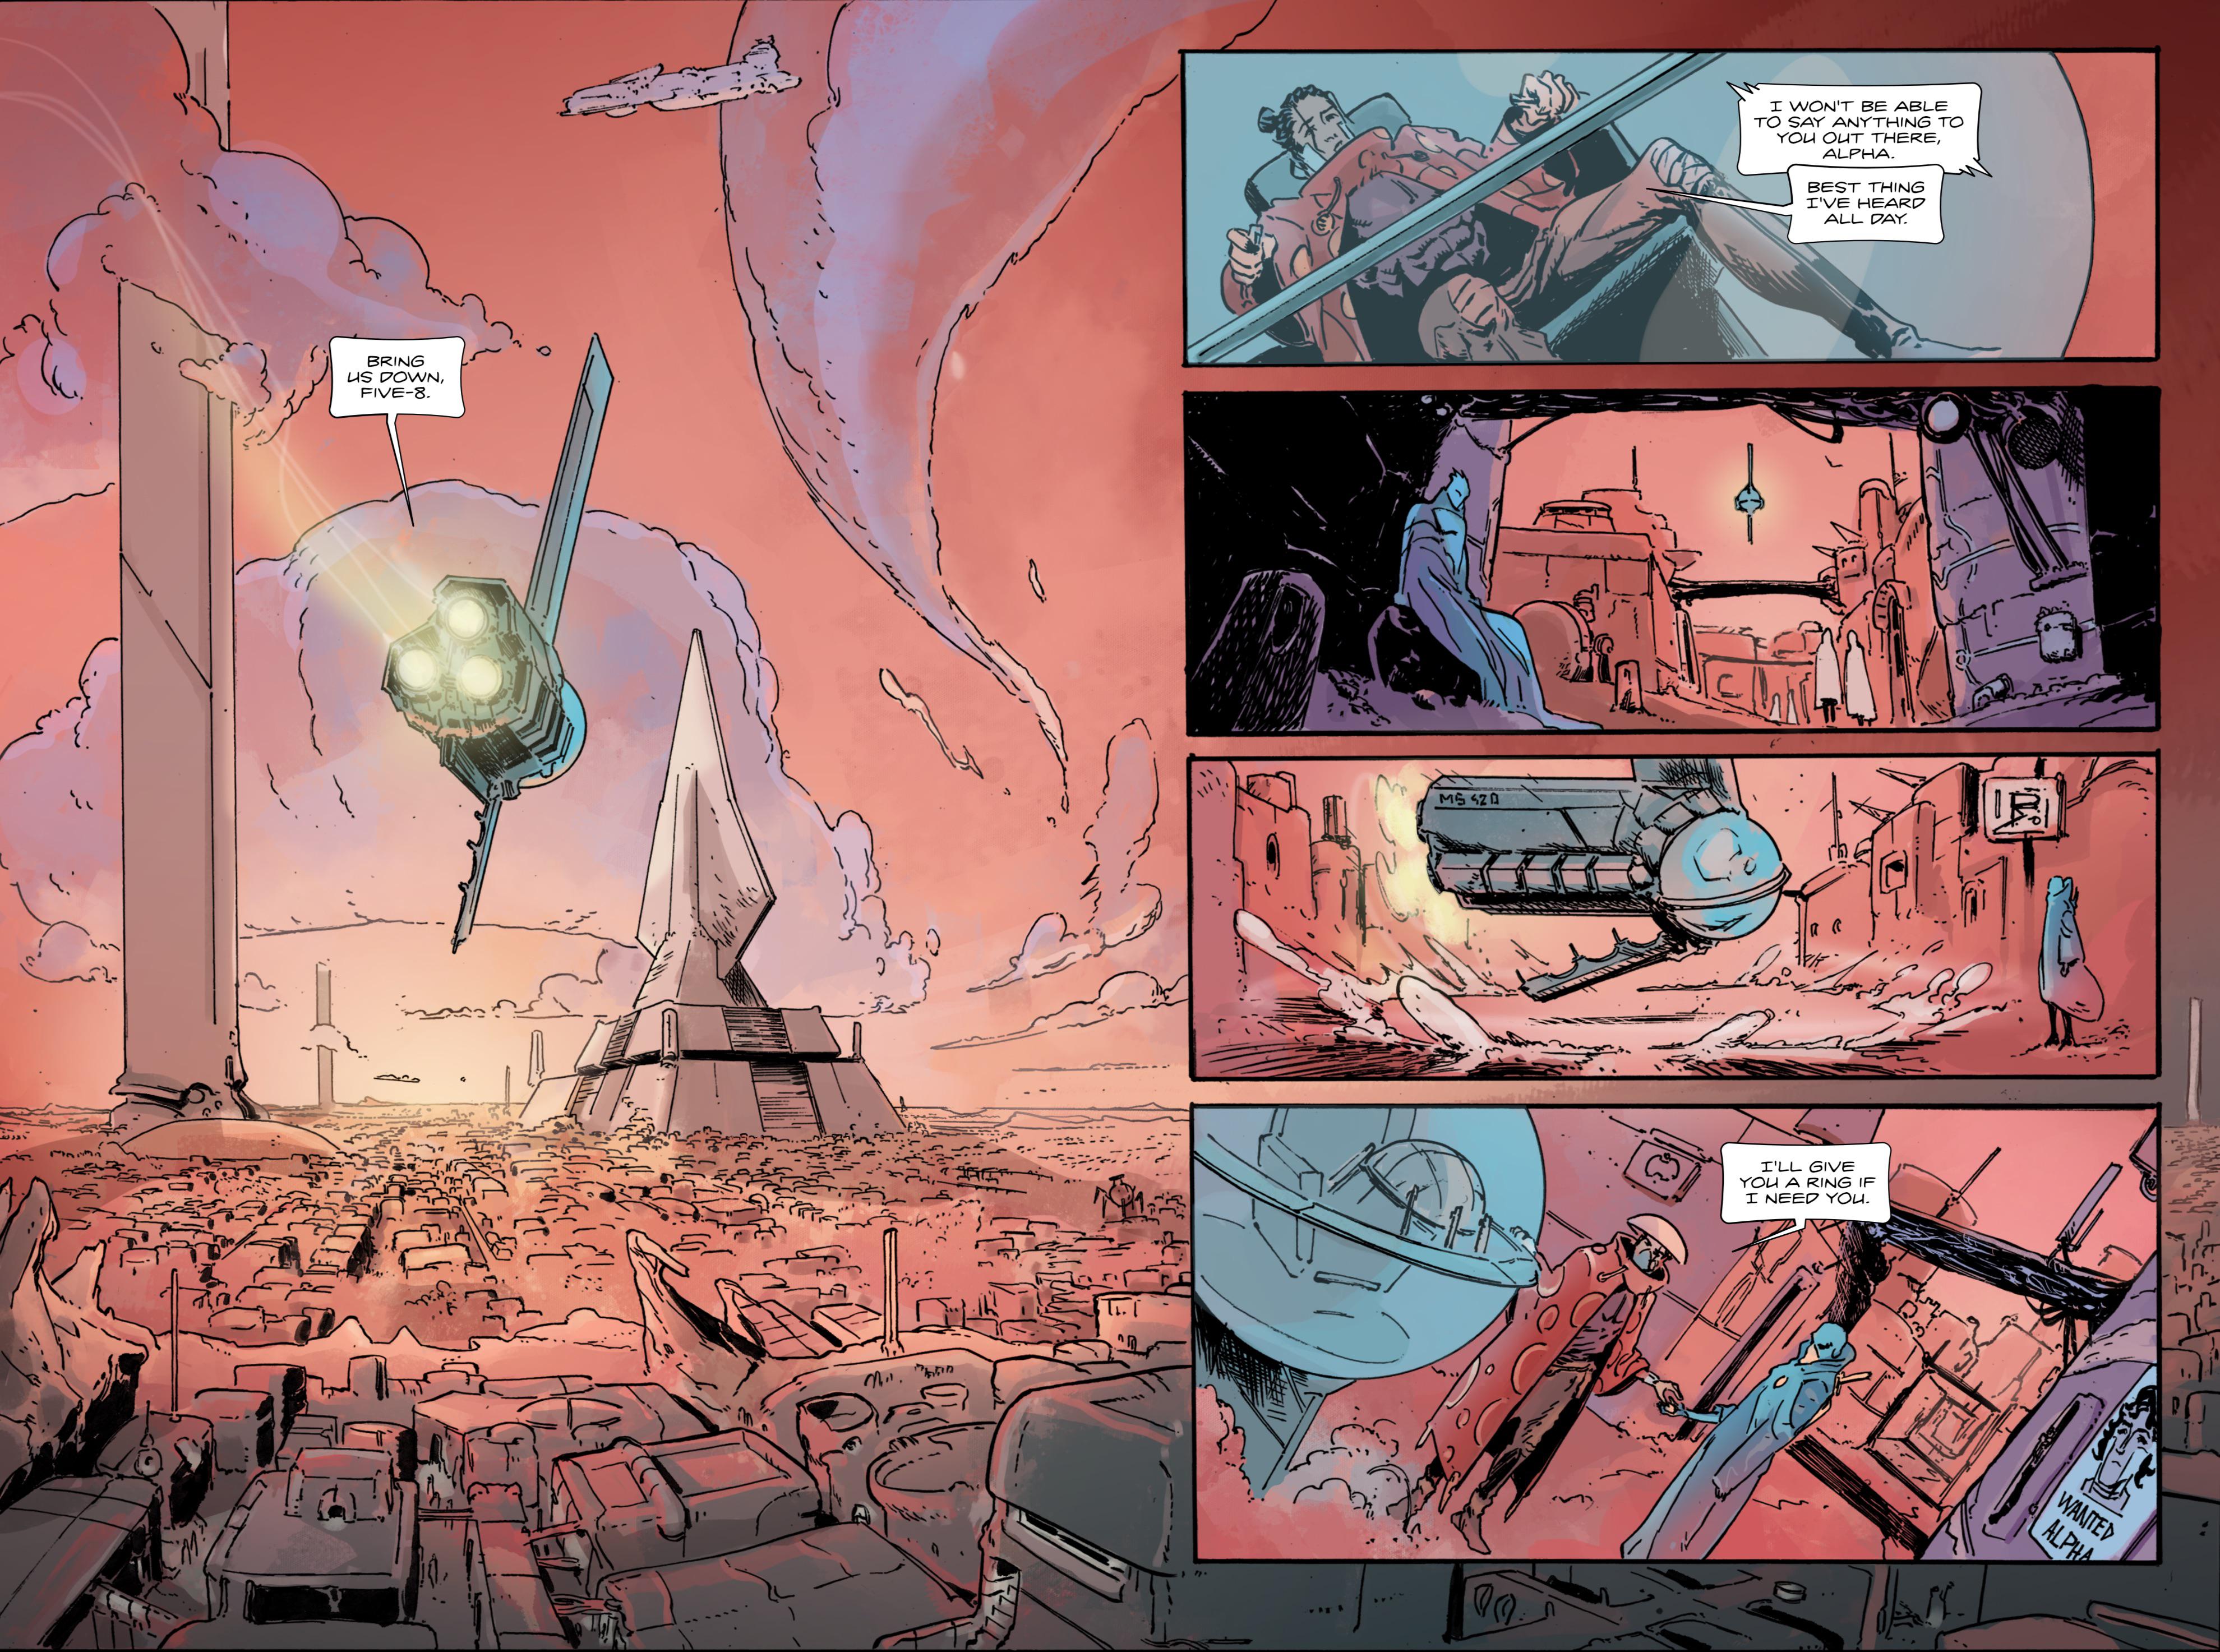 BRING
US DOWN,
FIVE-8.
I WON'T BE ABLE
TO SAY ANYTHING TO
YOU OUT THERE,
ALPHA.
BEST THING
I'VE HEARD
ALL DAY.
MS 420
I'LL GIVE
YOU A RING IF
I NEED YOU.
WANTED
ALPHA